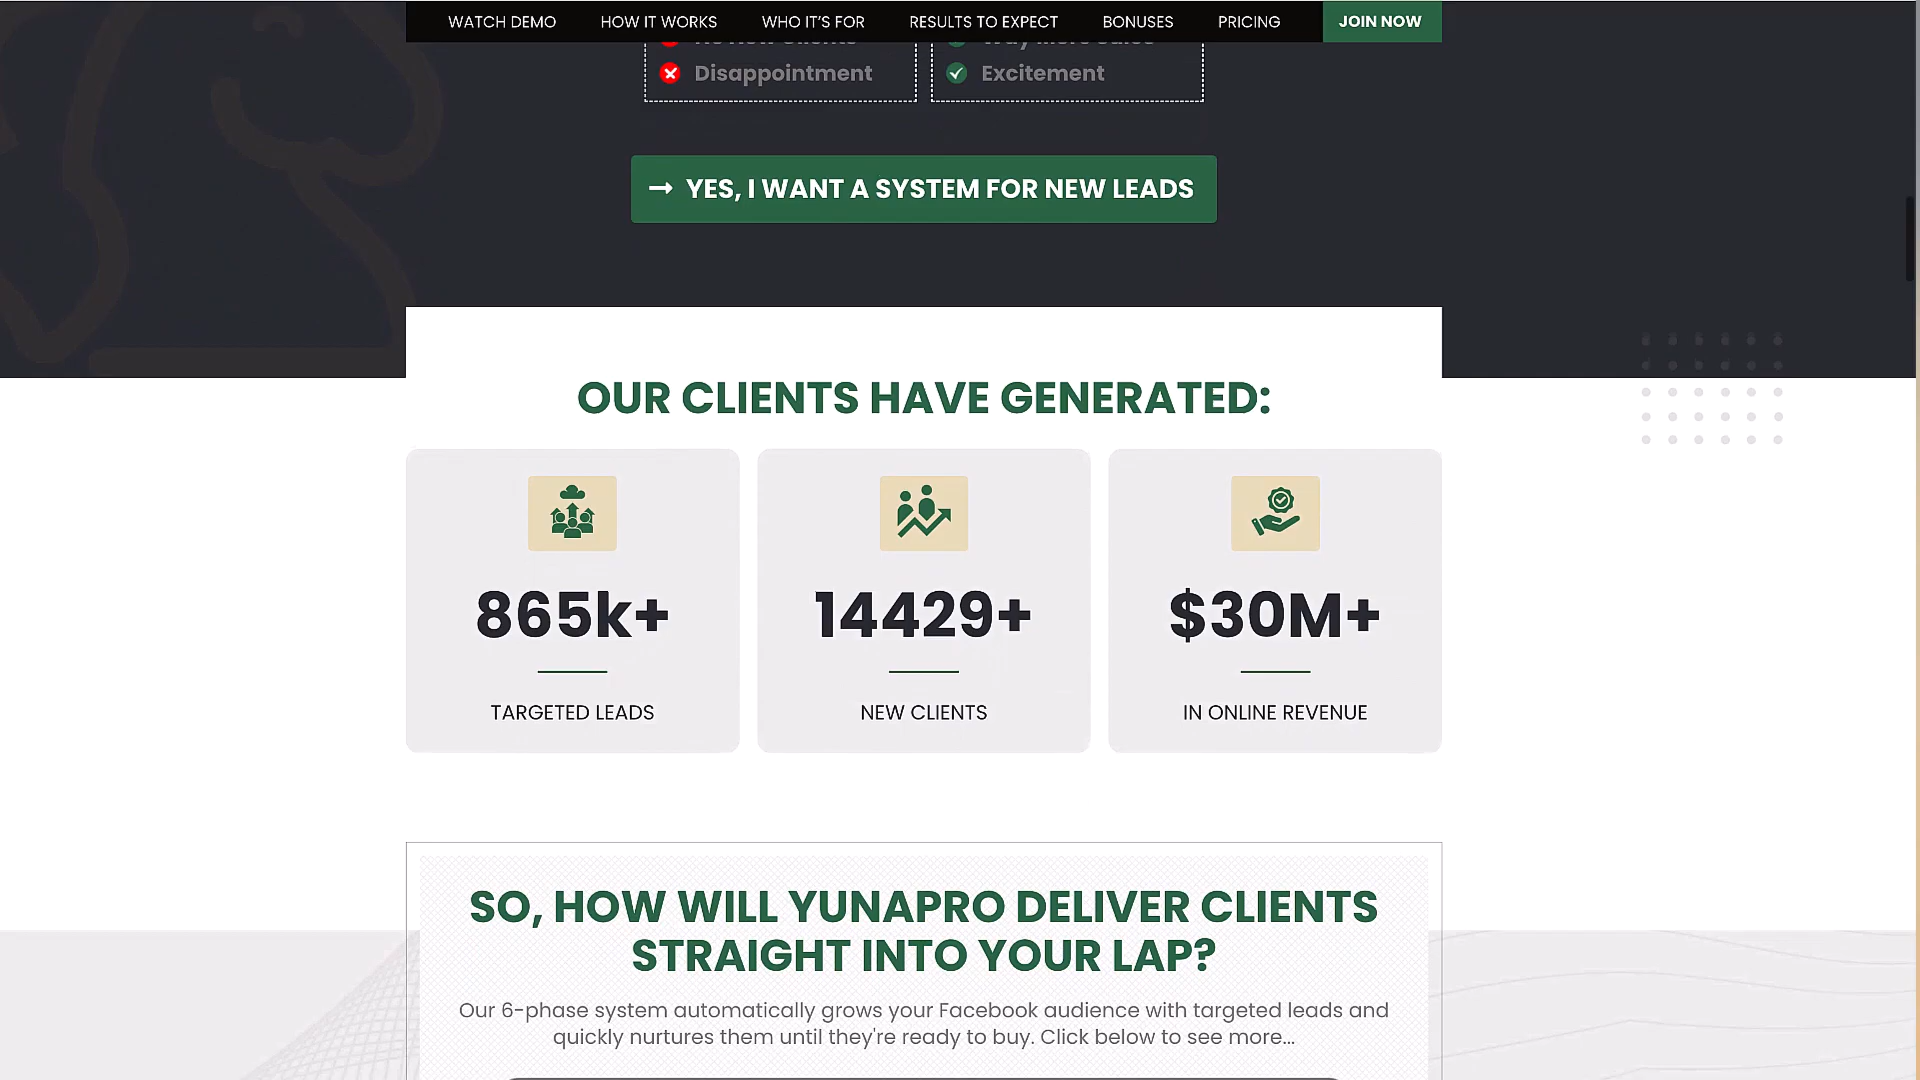 WATCH DEMO
HOW IT WORKS
WHO IT'S FOR
RESULTS TO EXPECT
BONUSES
PRICING
JOIN NOW
Disappointment
Excitement
→ YES, I WANT A SYSTEM FOR NEW LEADS
OUR CLIENTS HAVE GENERATED:
865k+
TARGETED LEADS
14429+
NEW CLIENTS
$30M+
IN ONLINE REVENUE
SO, HOW WILL YUNAPRO DELIVER CLIENTS
STRAIGHT INTO YOUR LAP?
Our 6-phase system automatically grows your Facebook audience with targeted leads and
quickly nurtures them until they're ready to buy. Click below to see more...